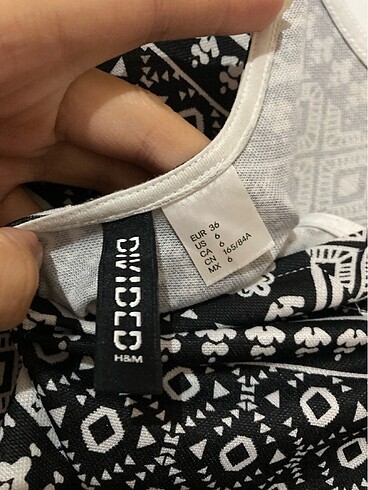 DIVIDED
H&M
EUR 36
US 6
CA 6
CN 165/84A
MX 6